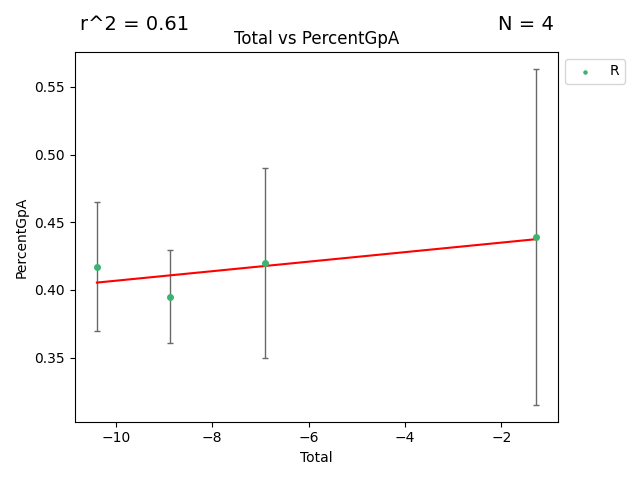 r^2 = 0.61
N = 4
Total vs PercentGpA
R
PercentGpA
0.55
0.50
0.45
0.40
0.35
−10
−8
−6
−4
−2
Total